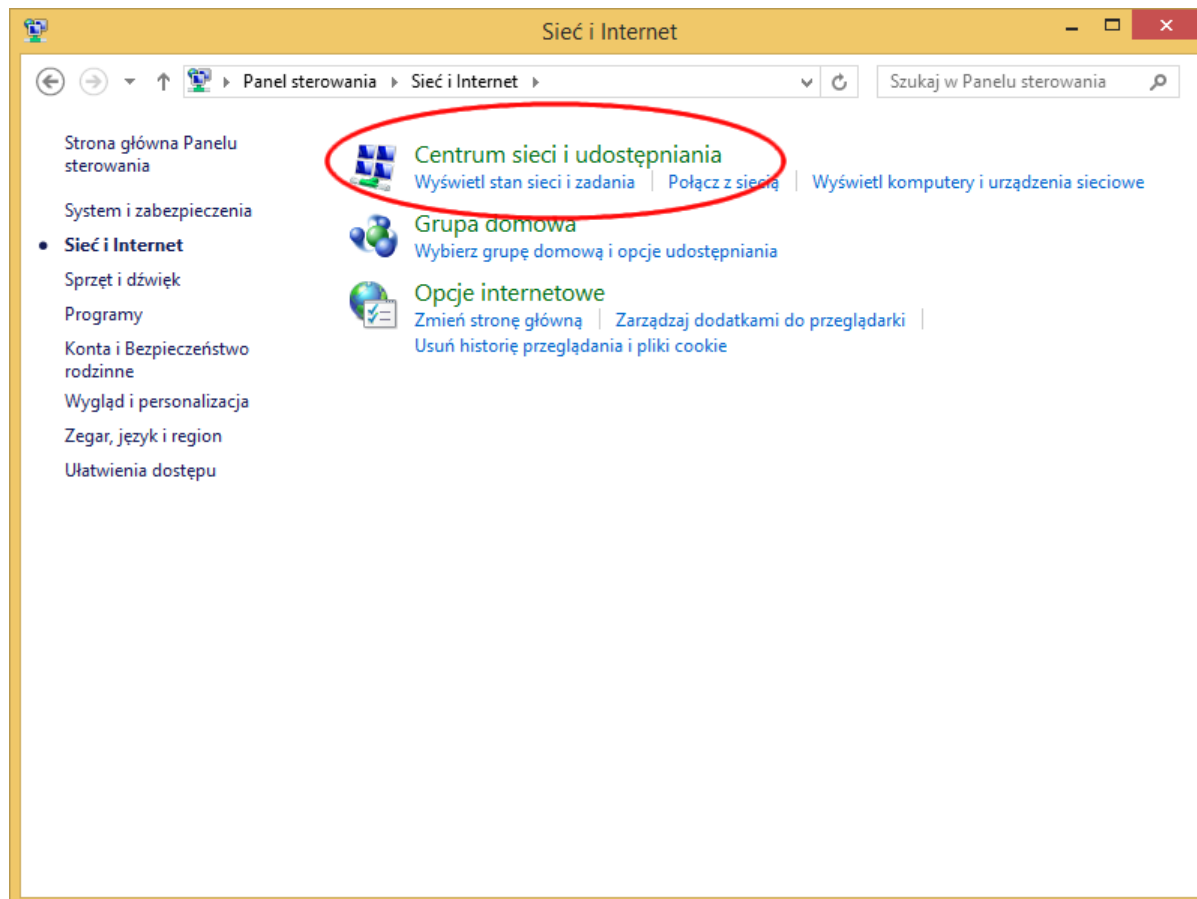 Sieć i Internet
Panel sterowania Sieć i Internet
Szukaj w Panelu sterowania
Strona główna Panelu
sterowania
System i zabezpieczenia
Sieć i Internet
Sprzęt i dźwięk
Programy
Konta i Bezpieczeństwo
rodzinne
Wygląd i personalizacja
Zegar, język i region
Ułatwienia dostępu
Centrum sieci i udostępniania
Wyświetl stan sieci i zadania Połącz z siecią Wyświetl komputery i urządzenia sieciowe
Grupa domowa
Wybierz grupę domową i opcje udostępniania
Opcje internetowe
Zmień stronę główną Zarządzaj dodatkami do przeglądarki
Usuń historię przeglądania i pliki cookie